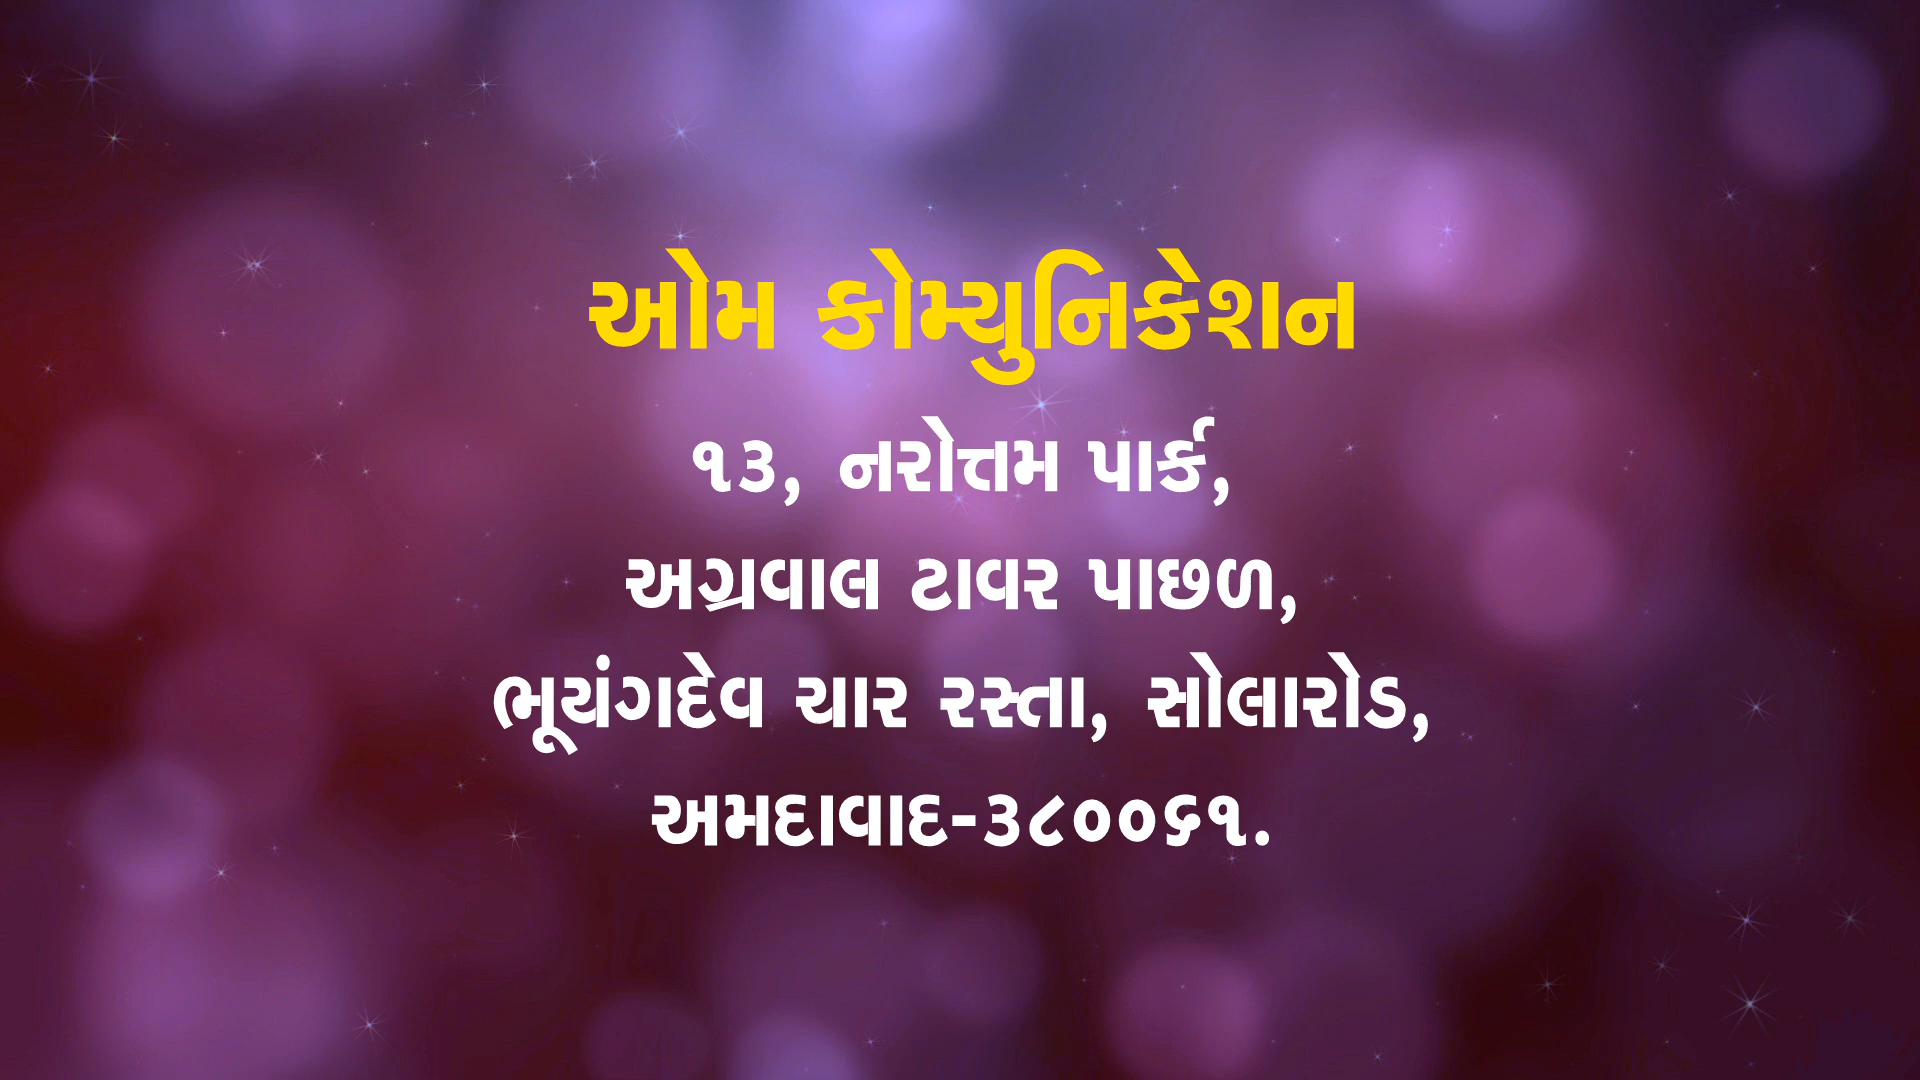 ઓમ કોમ્યુનિકેશન
૧૩, નરોત્તમ પાર્ક,
અગ્રવાલ ટાવર પાછળ,
ભૂયંગદેવ ચાર રસ્તા, સોલારોડ,
અમદાવાદ-૩૮૦૦૬૧.